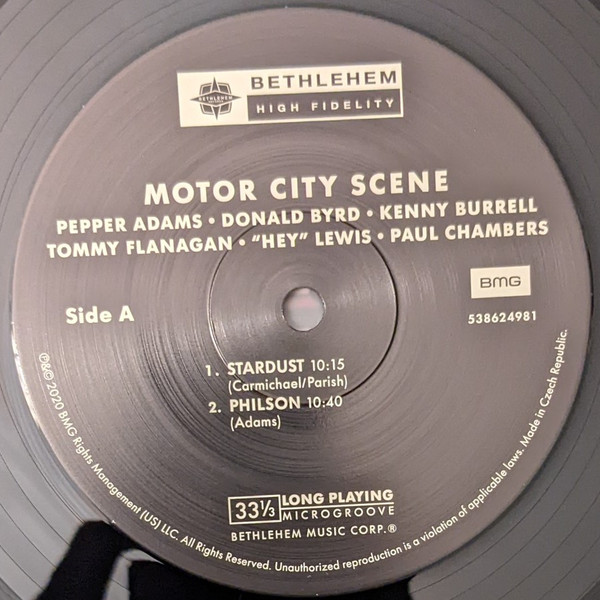 BETHLEHEM
BETHLEHEM
HIGH FIDELITY
MOTOR CITY SCENE
PEPPER ADAMS • DONALD BYRD • KENNY BURRELL
TOMMY FLANAGAN • "HEY" LEWIS • PAUL CHAMBERS
BMG
Side A
538624981
1. STARDUST 10:15
(Carmichael/Parish)
2. PHILSON 10:40
(Adams)
33⅓ LONG PLAYING
MICROGROOVE
BETHLEHEM MUSIC CORP.®
℗&© 2020 BMG Rights Management (US) LLC. All Rights Reserved. Unauthorized reproduction is a violation of applicable laws. Made in Czech Republic.